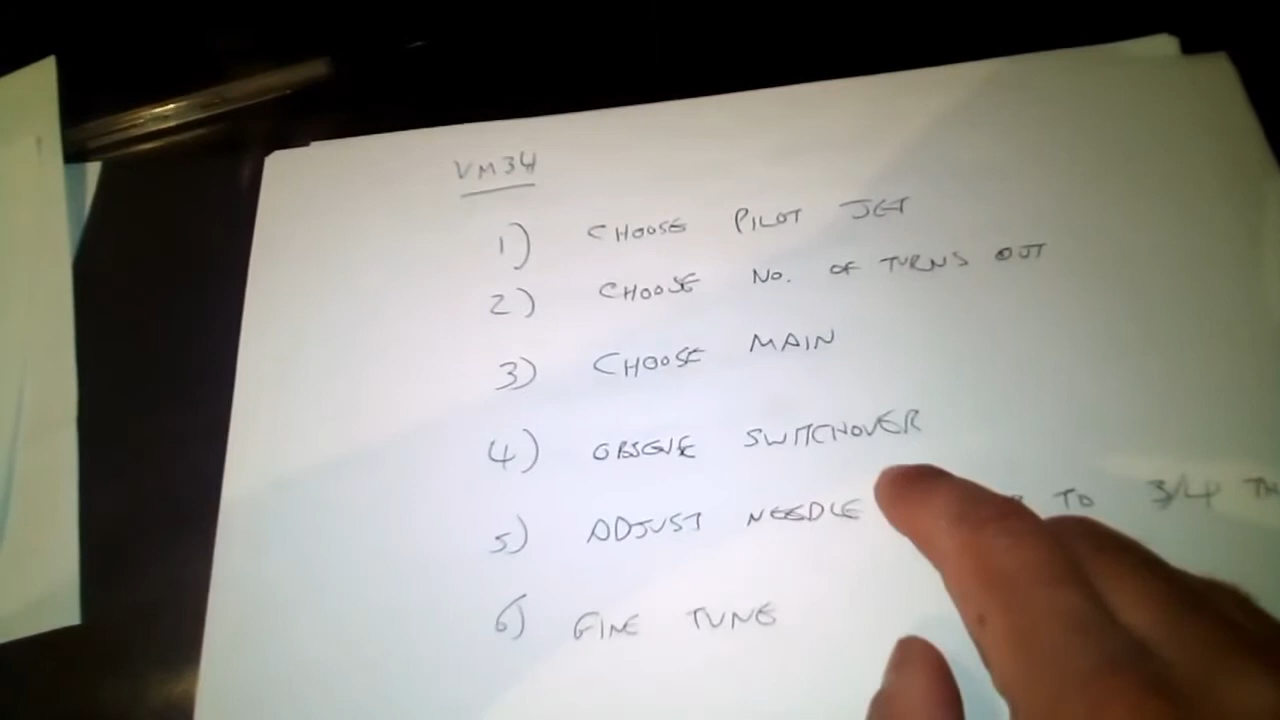 VM34
1) CHOOSE PILOT JET
2) CHOOSE No. OF TURNS OUT
3) CHOOSE MAIN
4) OBSERVE SWITCHOVER
5) ADJUST NEEDLE TO 3/4 TH
6) FINE TUNE